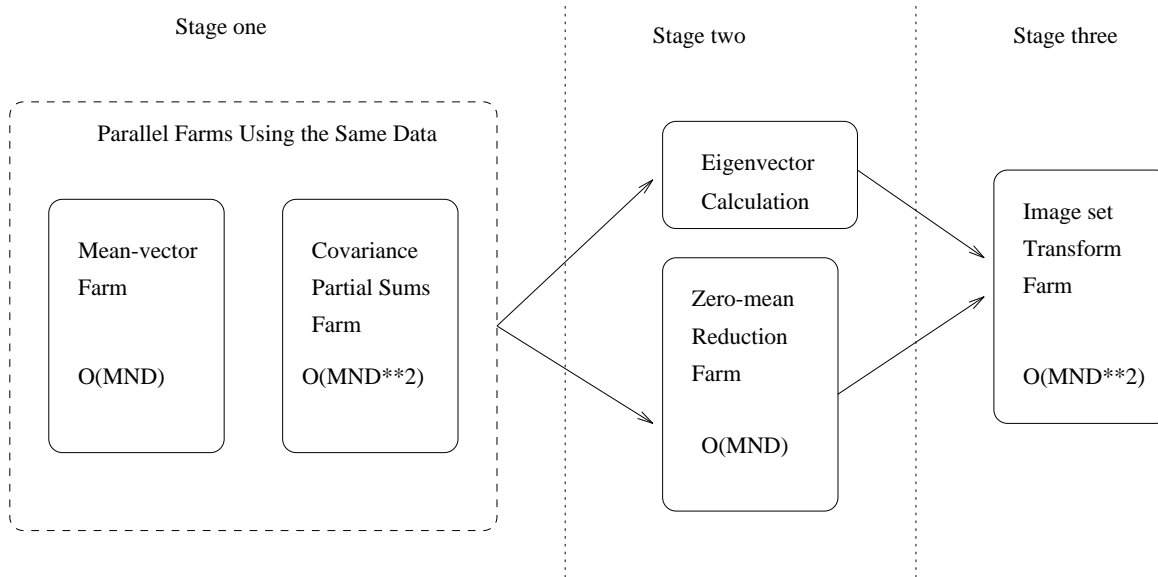 Stage one
Parallel Farms Using the Same Data
Mean-vector
Farm
O(MND)
Covariance
Partial Sums
Farm
O(MND**2)
Stage two
Eigenvector
Calculation
Zero-mean
Reduction
Farm
O(MND)
Stage three
Image set
Transform
Farm
O(MND**2)